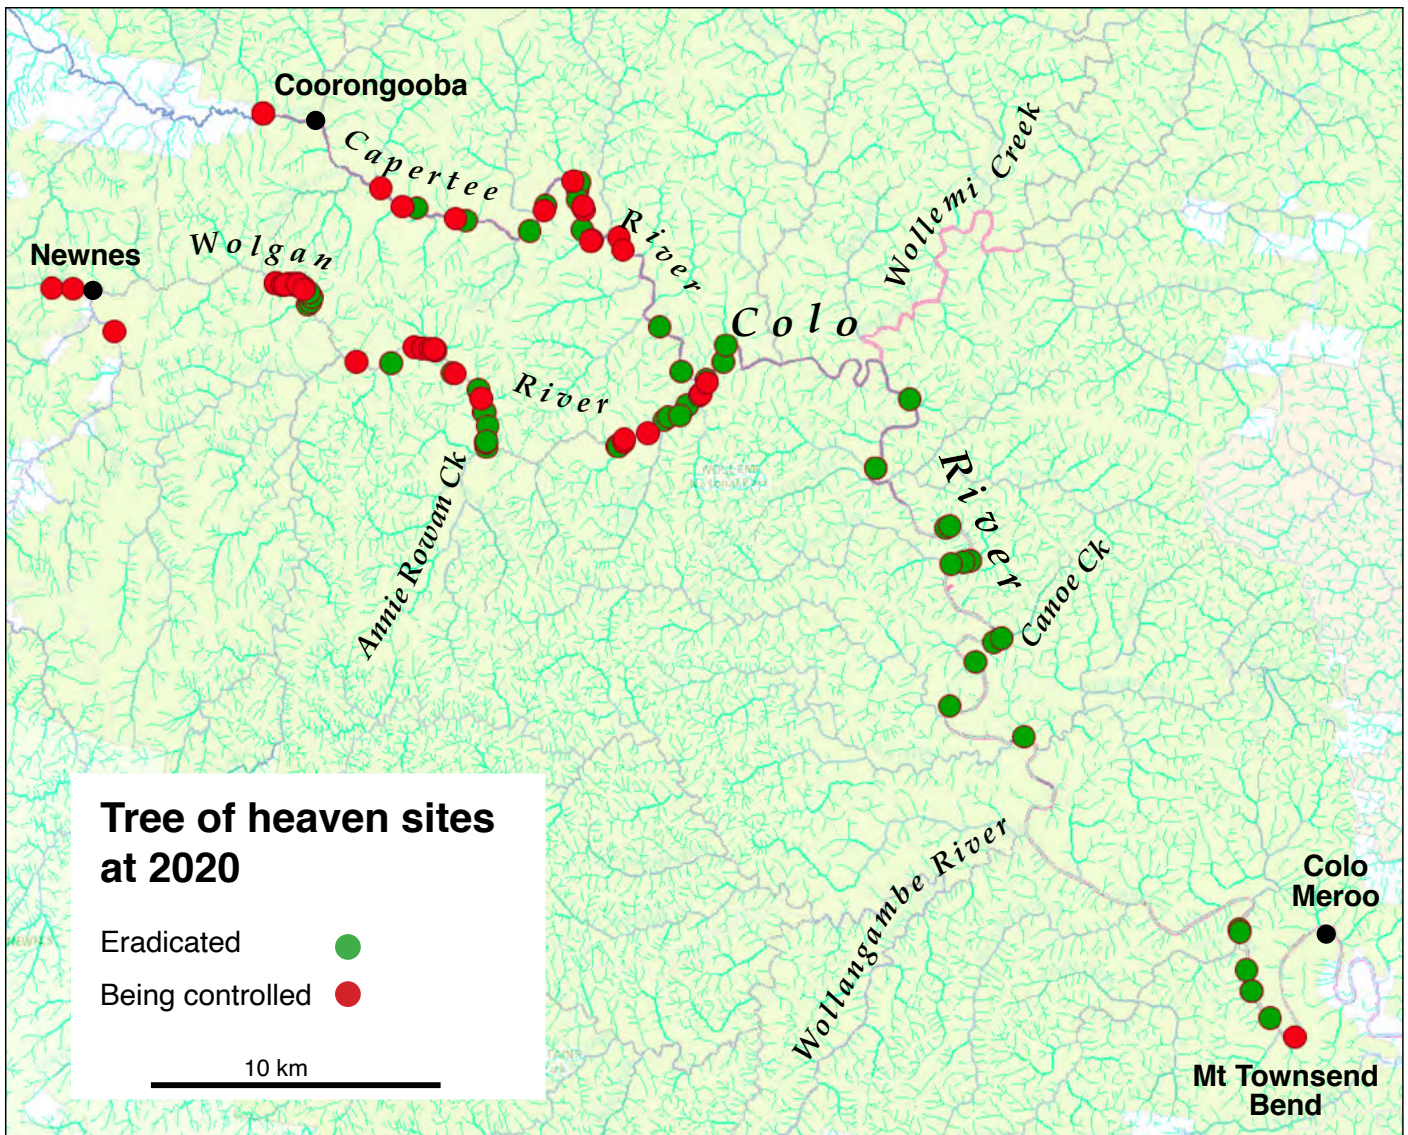 Coorongooba
Capertee
River
Wollemi Creek
Newnes
Wolgan
Colo
River
River
Annie Rowan Ck
Canoe Ck
Tree of heaven sites
at 2020
Eradicated
Being controlled
10 km
Wollangambe River
Colo
Meroo
Mt Townsend
Bend